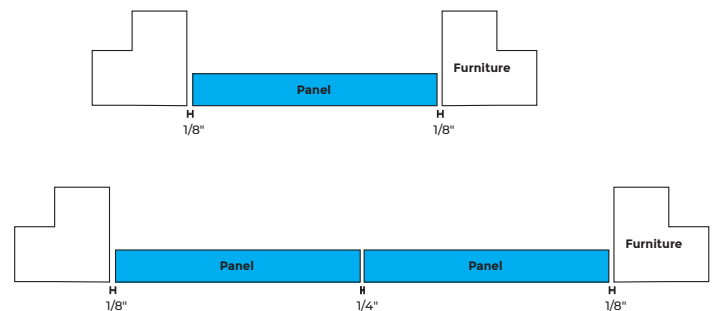 Furniture
Panel
1/8" 1/8"
Furniture
Panel Panel
1/8" 1/4" 1/8"